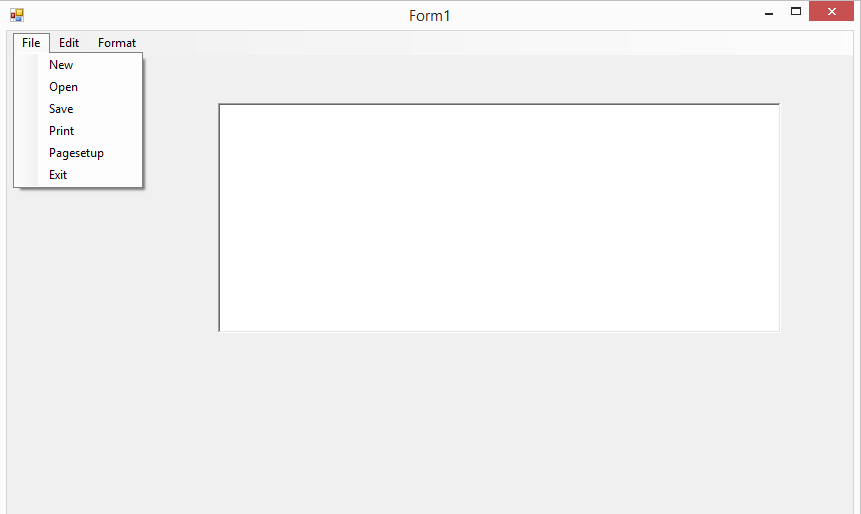 Form1
File Edit Format
New
Open
Save
Print
Pagesetup
Exit